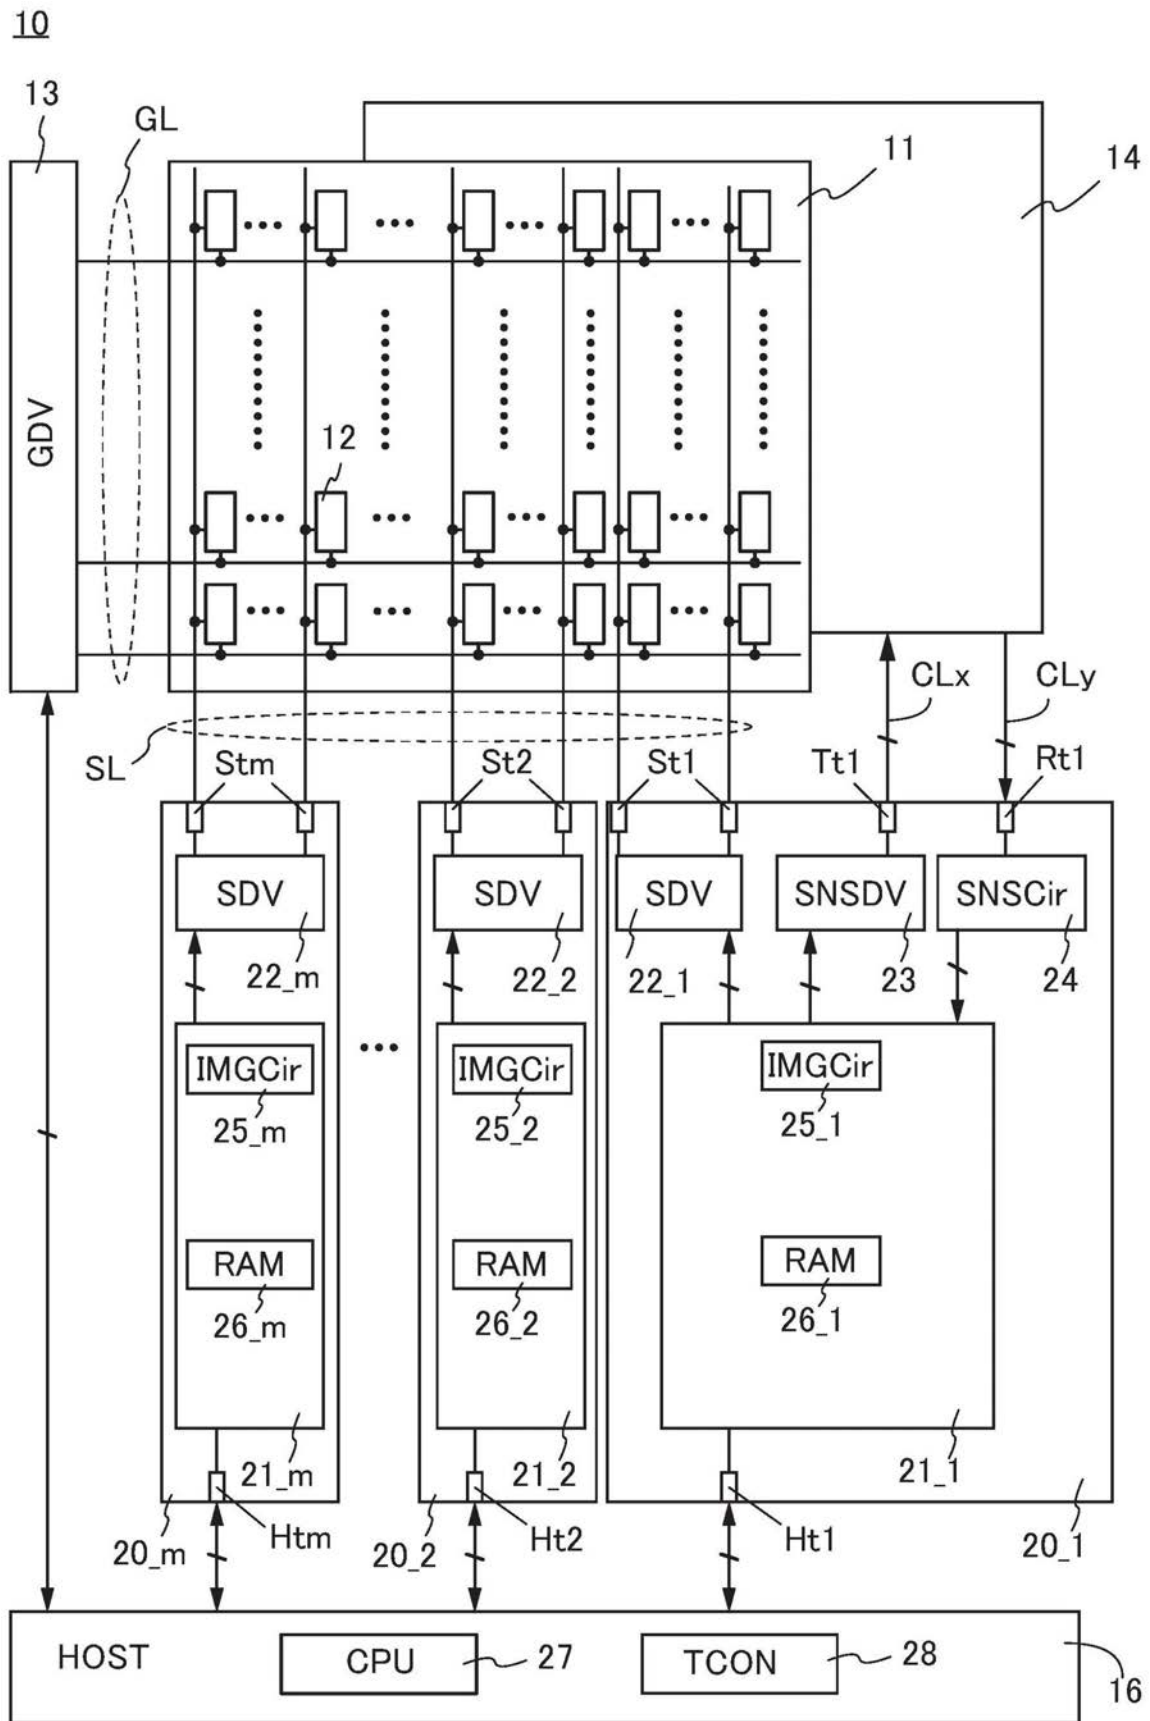 10
13
GL
11
14
GDV
12
CLx
CLy
SL
Stm
St2
St1
Tt1
Rt1
SDV
SDV
SDV
SNSDV
SNSCir
22_m
22_2
22_1
23
24
IMGCir
IMGCir
IMGCir
25_m
25_2
25_1
RAM
RAM
RAM
26_m
26_2
26_1
21_m
21_2
21_1
20_m
Htm
20_2
Ht2
Ht1
20_1
HOST
CPU
27
TCON
28
16